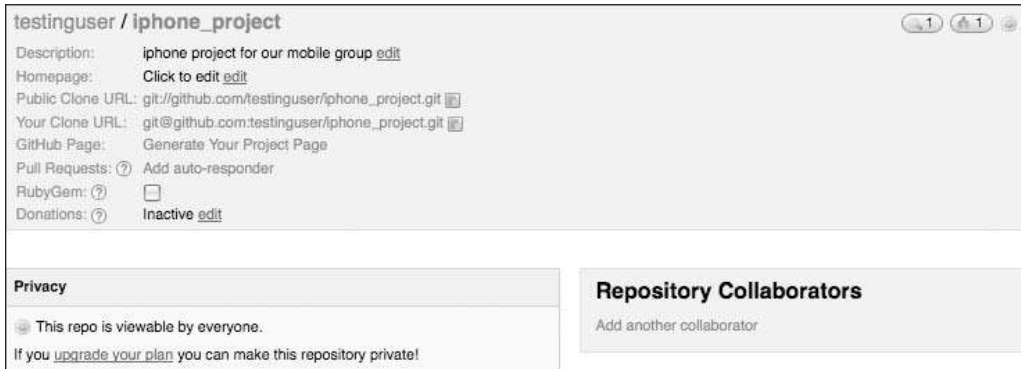 testinguser / iphone_project
1 1
Description: iphone project for our mobile group edit
Homepage: Click to edit edit
Public Clone URL: git://github.com/testinguser/iphone_project.git
Your Clone URL: git@github.com:testinguser/iphone_project.git
GitHub Page: Generate Your Project Page
Pull Requests: (?) Add auto-responder
RubyGem: (?)
Donations: (?) Inactive edit
Privacy
This repo is viewable by everyone.
If you upgrade your plan you can make this repository private!
Repository Collaborators
Add another collaborator